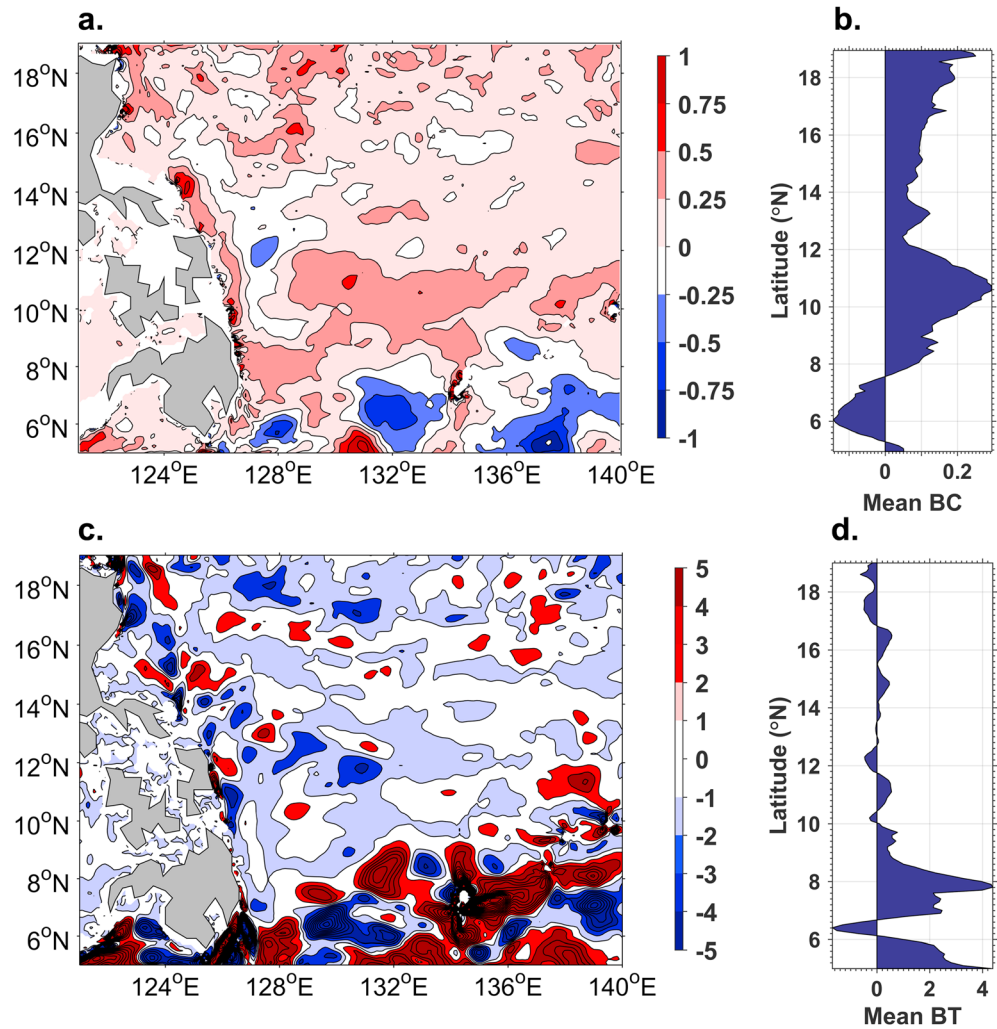 a.
18°N
16°N
14°N
12°N
10°N
8°N
6°N
124°E
128°E
132°E
136°E
140°E
1
0.75
0.5
0.25
0
-0.25
-0.5
-0.75
-1
b.
Latitude (°N)
18
16
14
12
10
8
6
0
0.2
Mean BC
c.
18°N
16°N
14°N
12°N
10°N
8°N
6°N
124°E
128°E
132°E
136°E
140°E
5
4
3
2
1
0
-1
-2
-3
-4
-5
d.
Latitude (°N)
18
16
14
12
10
8
6
0
2
4
Mean BT